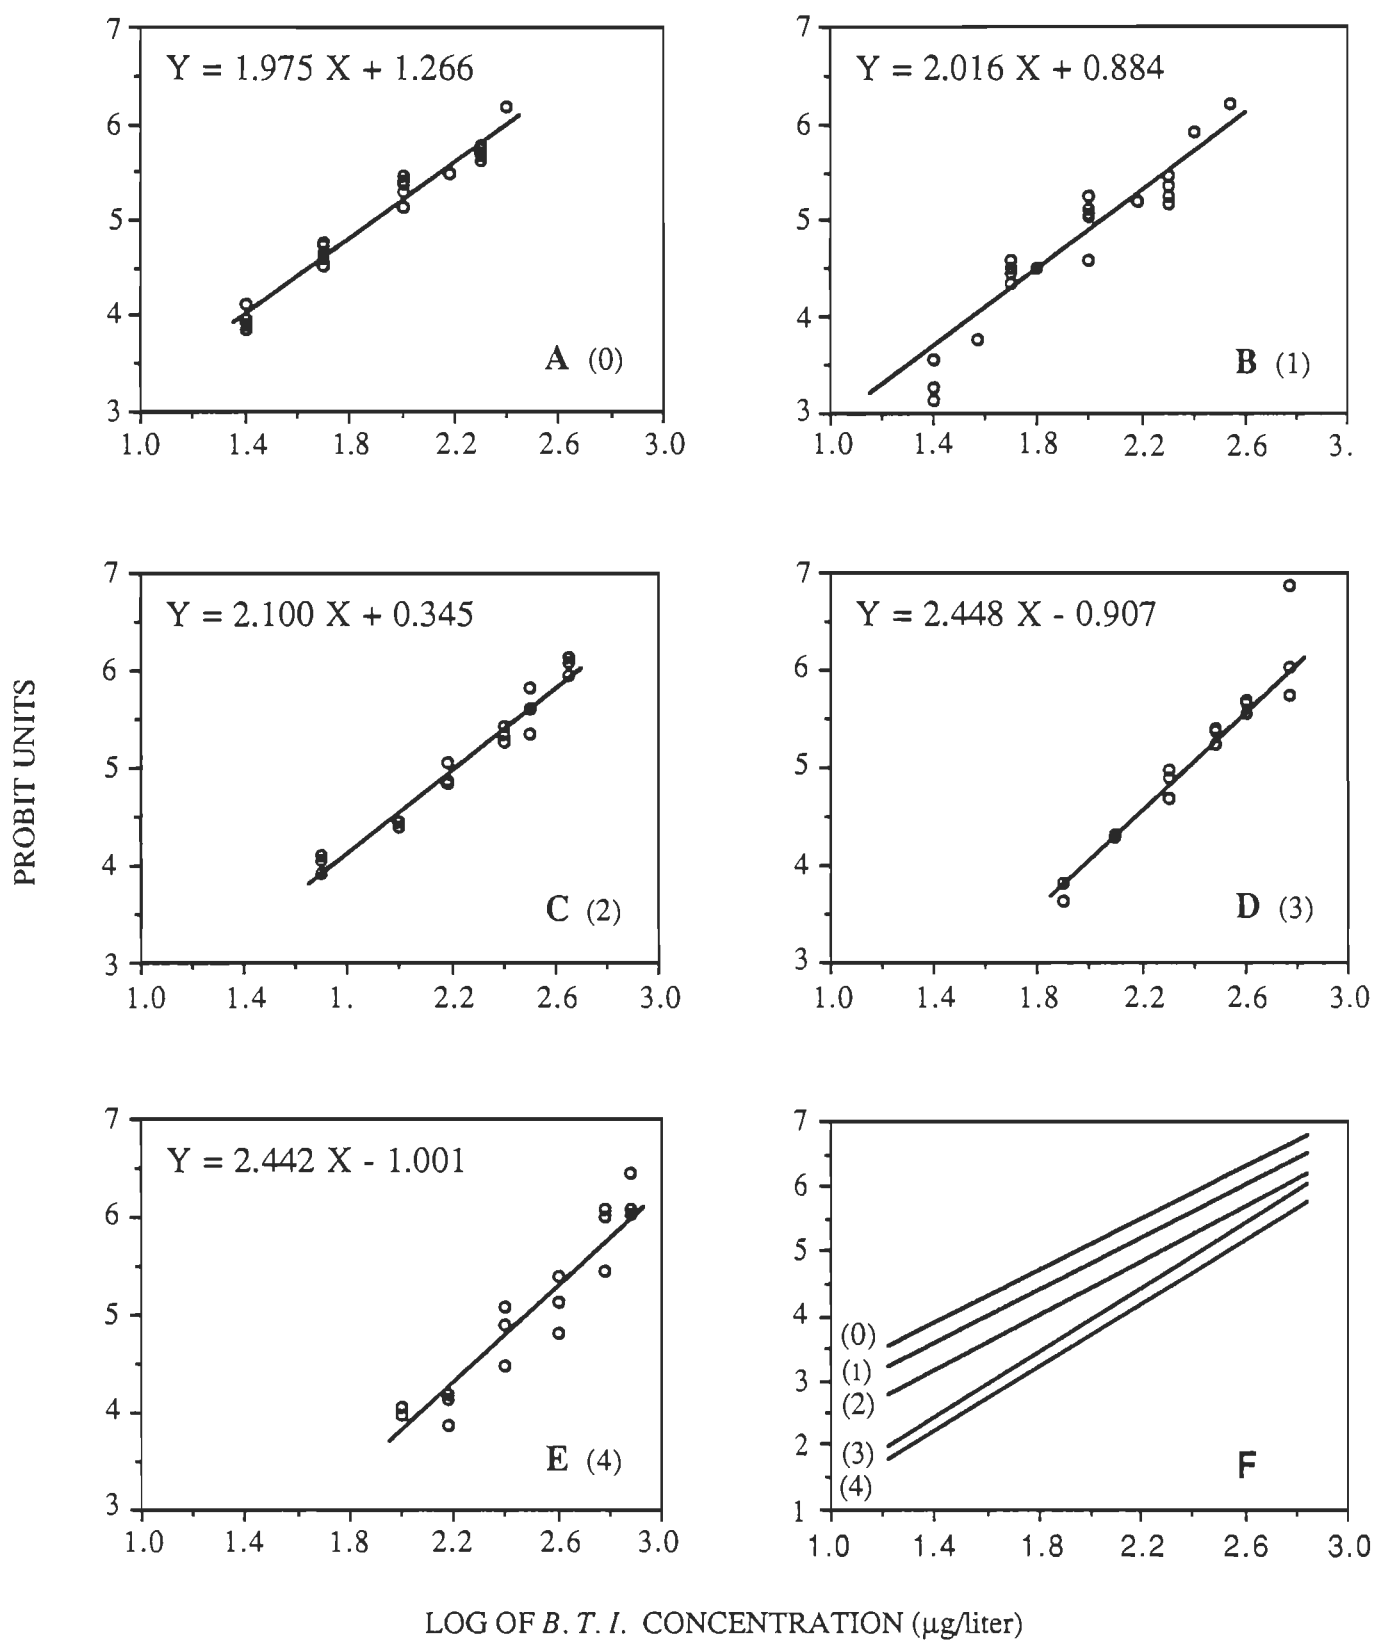 Y = 1.975 X + 1.266
7
6
5
4
3
A (0)
1.0 1.4 1.8 2.2 2.6 3.0
Y = 2.016 X + 0.884
7
6
5
4
3
B (1)
1.0 1.4 1.8 2.2 2.6 3.
PROBIT UNITS
Y = 2.100 X + 0.345
7
6
5
4
3
C (2)
1.0 1.4 1. 2.2 2.6 3.0
Y = 2.448 X - 0.907
7
6
5
4
3
D (3)
1.0 1.4 1.8 2.2 2.6 3.0
Y = 2.442 X - 1.001
7
6
5
4
3
E (4)
1.0 1.4 1.8 2.2 2.6 3.0
7
6
5
4
3
2
1
(0)
(1)
(2)
(3)
(4)
F
1.0 1.4 1.8 2.2 2.6 3.0
LOG OF B. T. I. CONCENTRATION (µg/liter)